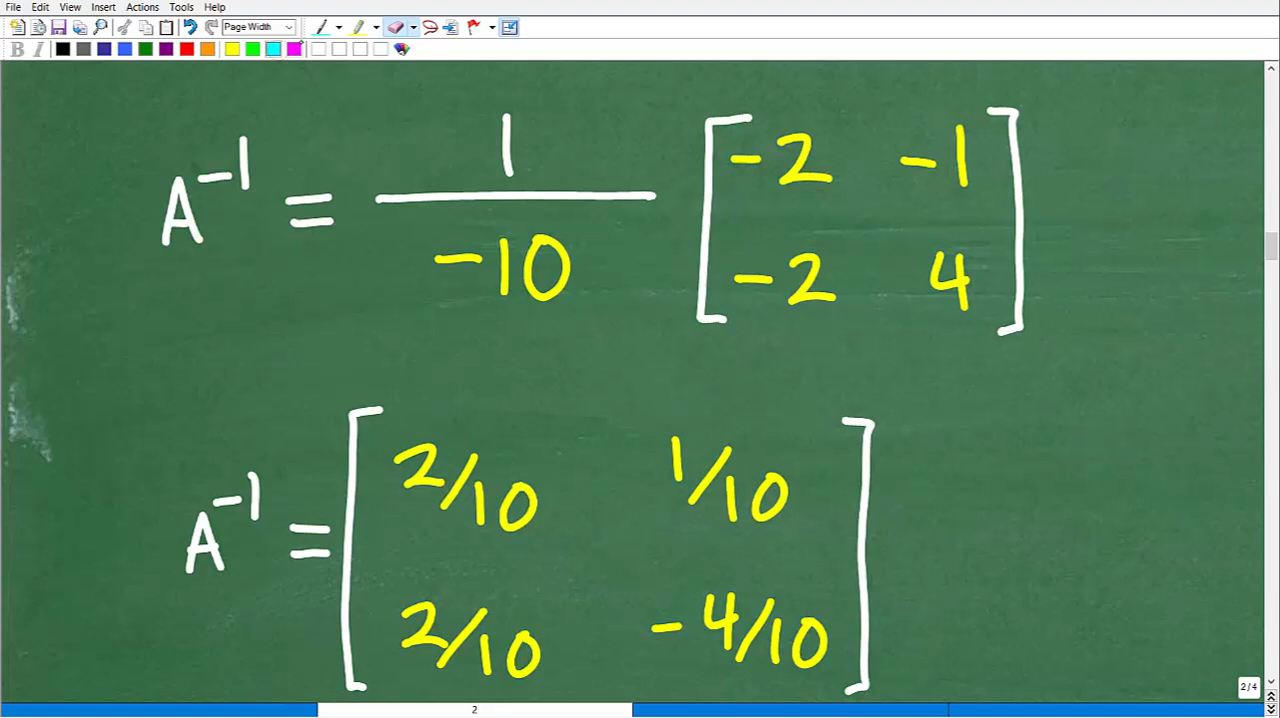 File Edit View Insert Actions Tools Help
Page Width
B I
A⁻¹ = 1/-10 [-2 -1
-2 4]
A⁻¹ = [2/10 1/10
2/10 -4/10]
2/4
2